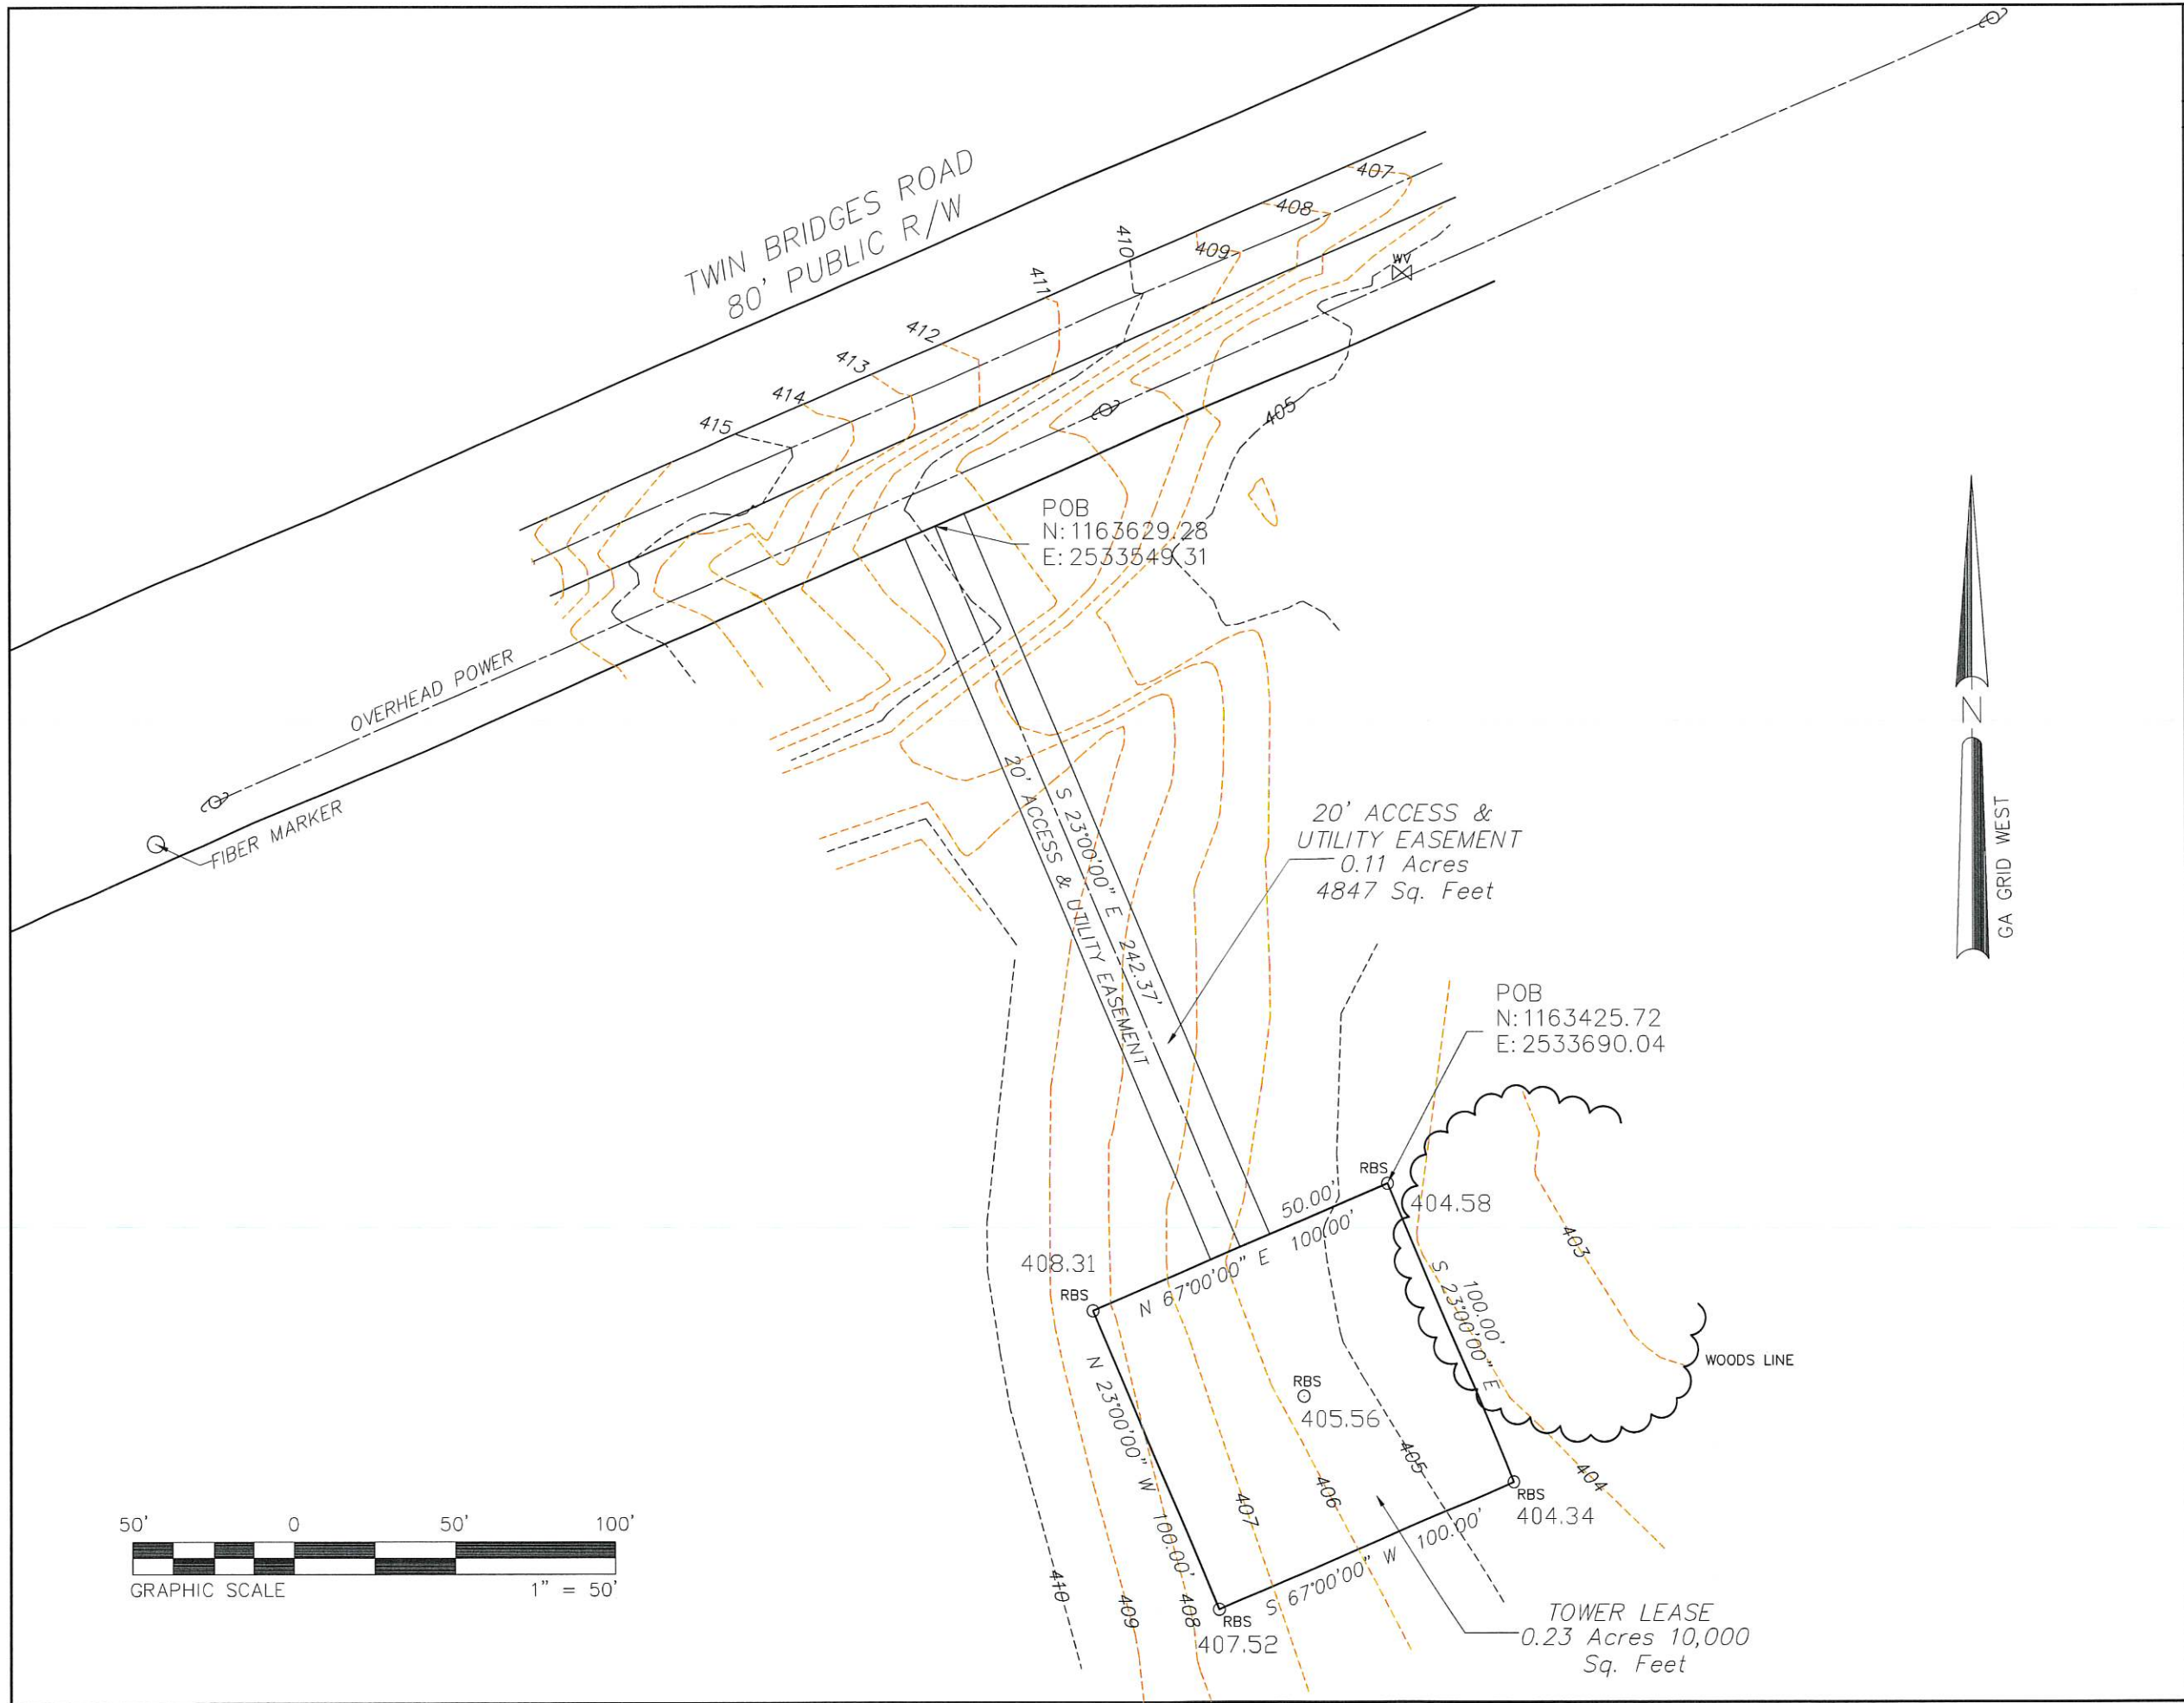 TWIN BRIDGES ROAD
80' PUBLIC R/W
407
408
409
410
411
412
413
414
415
WV
405
POB
N: 1163629.28
E: 2533549.31
OVERHEAD POWER
FIBER MARKER
20' ACCESS & UTILITY EASEMENT
S 23°00'00" E 242.37'
20' ACCESS &
UTILITY EASEMENT
0.11 Acres
4847 Sq. Feet
N
GA GRID WEST
POB
N: 1163425.72
E: 2533690.04
RBS
404.58
50.00'
N 67°00'00" E 100.00'
408.31
RBS
403
S 23°00'00" E
100.00'
WOODS LINE
N 23°00'00" W 100.00'
RBS
405.56
405
404
406
407
RBS
404.34
S 67°00'00" W 100.00'
410
409
408
RBS
407.52
TOWER LEASE
0.23 Acres 10,000
Sq. Feet
50' 0 50' 100'
GRAPHIC SCALE 1" = 50'